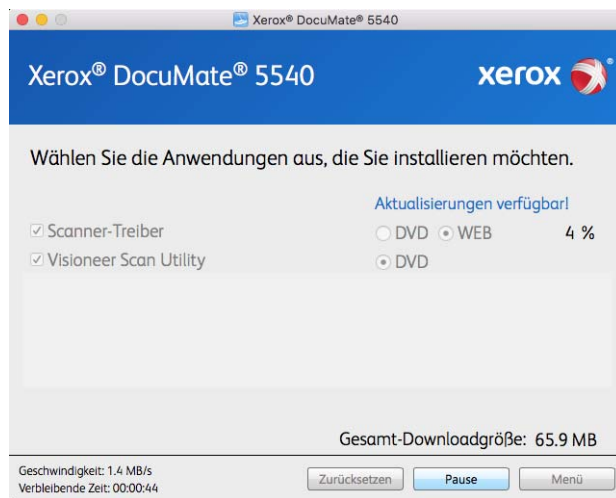 Xerox® DocuMate® 5540
Xerox® DocuMate® 5540
xerox ®
Wählen Sie die Anwendungen aus, die Sie installieren möchten.
Aktualisierungen verfügbar!
Scanner-Treiber DVD WEB 4 %
Visioneer Scan Utility DVD
Gesamt-Downloadgröße: 65.9 MB
Geschwindigkeit: 1.4 MB/s
Verbleibende Zeit: 00:00:44
Zurücksetzen Pause Menü